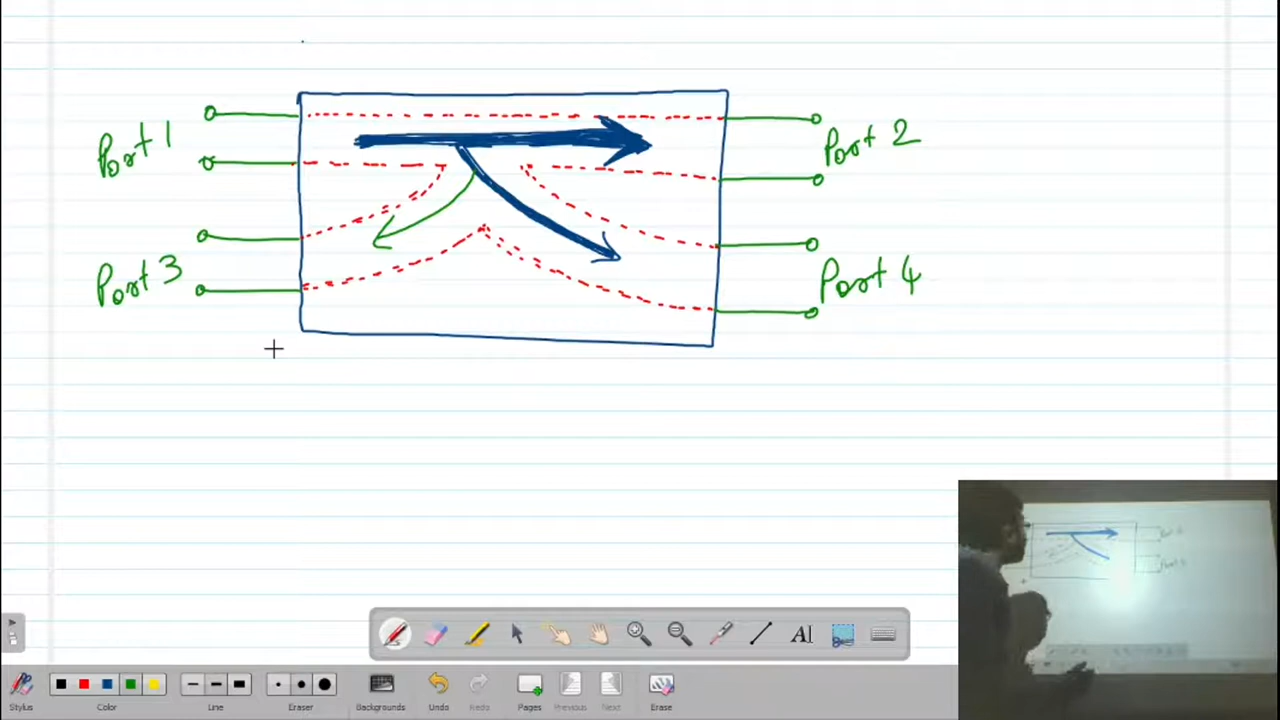 Port 1
Port 2
Port 3
Port 4
Stylus
Color
Line
Eraser
Backgrounds
Undo
Redo
Pages
Previous
Next
Erase